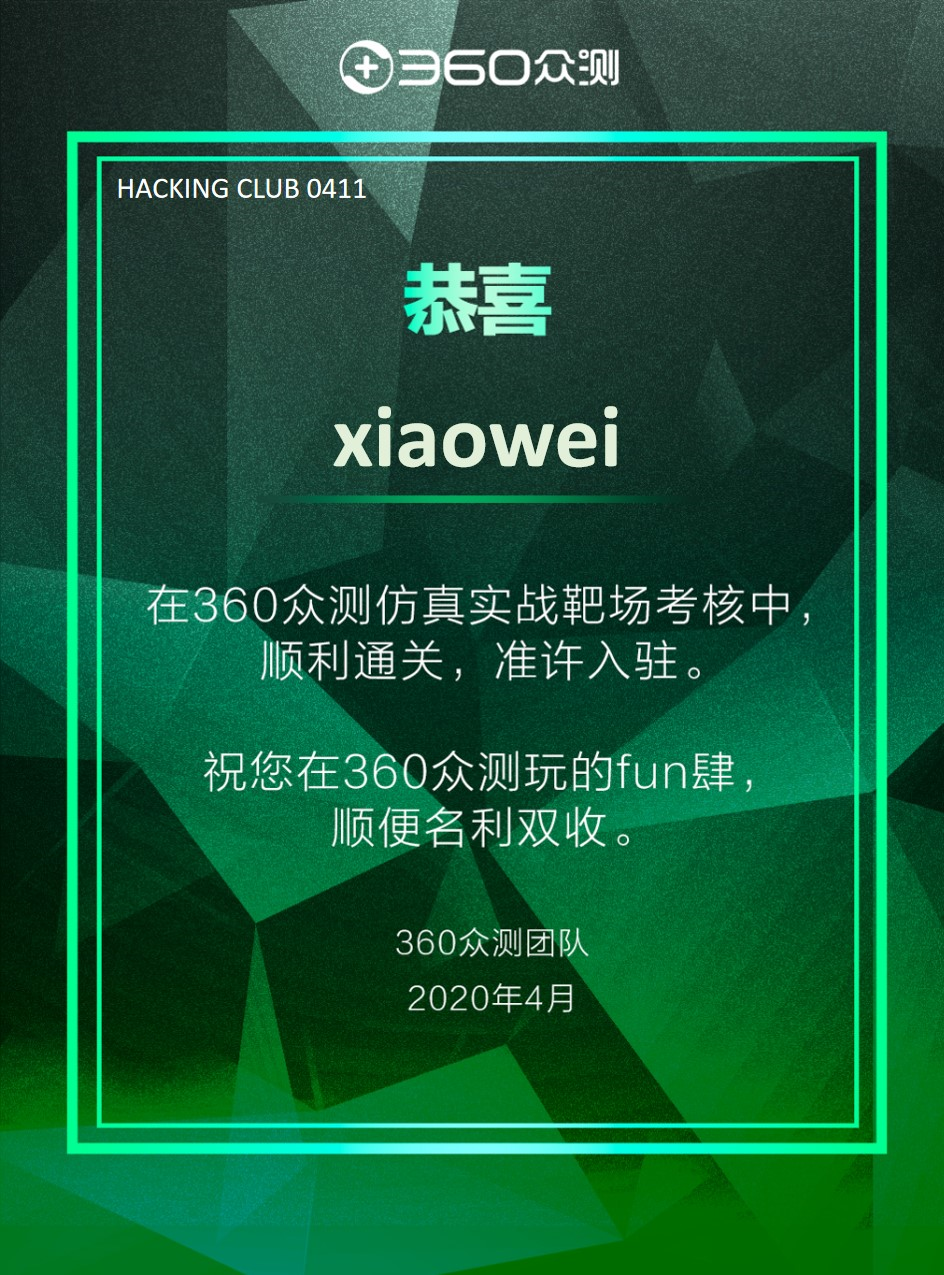 360众测
HACKING CLUB 0411
恭喜
xiaowei
在360众测仿真实战靶场考核中，
顺利通关，准许入驻。
祝您在360众测玩的fun肆，
顺便名利双收。
360众测团队
2020年4月